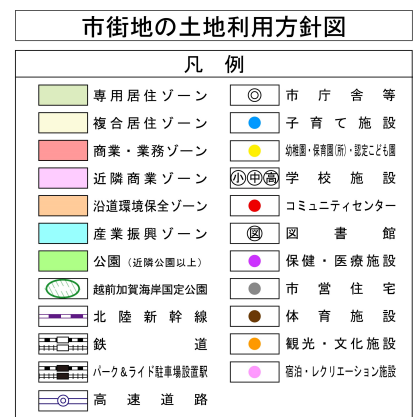 市街地の土地利用方針図
凡 例
専用居住ゾーン
複合居住ゾーン
商業・業務ゾーン
近隣商業ゾーン
沿道環境保全ゾーン
産業振興ゾーン
公園（近隣公園以上）
越前加賀海岸国定公園
北陸新幹線
鉄道
パーク＆ライド駐車場設置駅
高速道路
◎ 市庁舎等
子育て施設
幼稚園・保育園(所)・認定こども園
小中高 学校施設
コミュニティセンター
図 図書館
保健・医療施設
市営住宅
体育施設
観光・文化施設
宿泊・レクリエーション施設